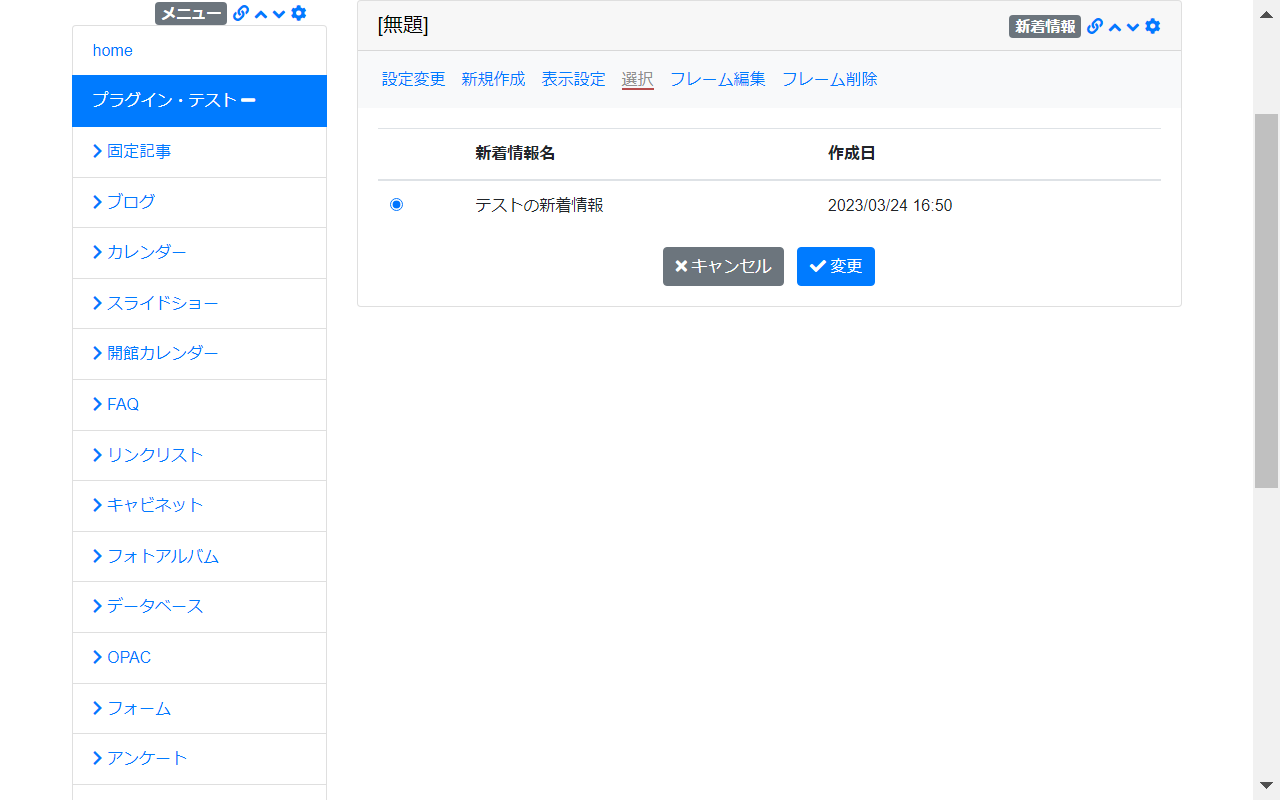 メニュー
home
プラグイン・テスト
固定記事
ブログ
カレンダー
スライドショー
開館カレンダー
FAQ
リンクリスト
キャビネット
フォトアルバム
データベース
OPAC
フォーム
アンケート
[無題]
新着情報
設定変更 新規作成 表示設定 選択 フレーム編集 フレーム削除
新着情報名 作成日
テストの新着情報 2023/03/24 16:50
キャンセル 変更